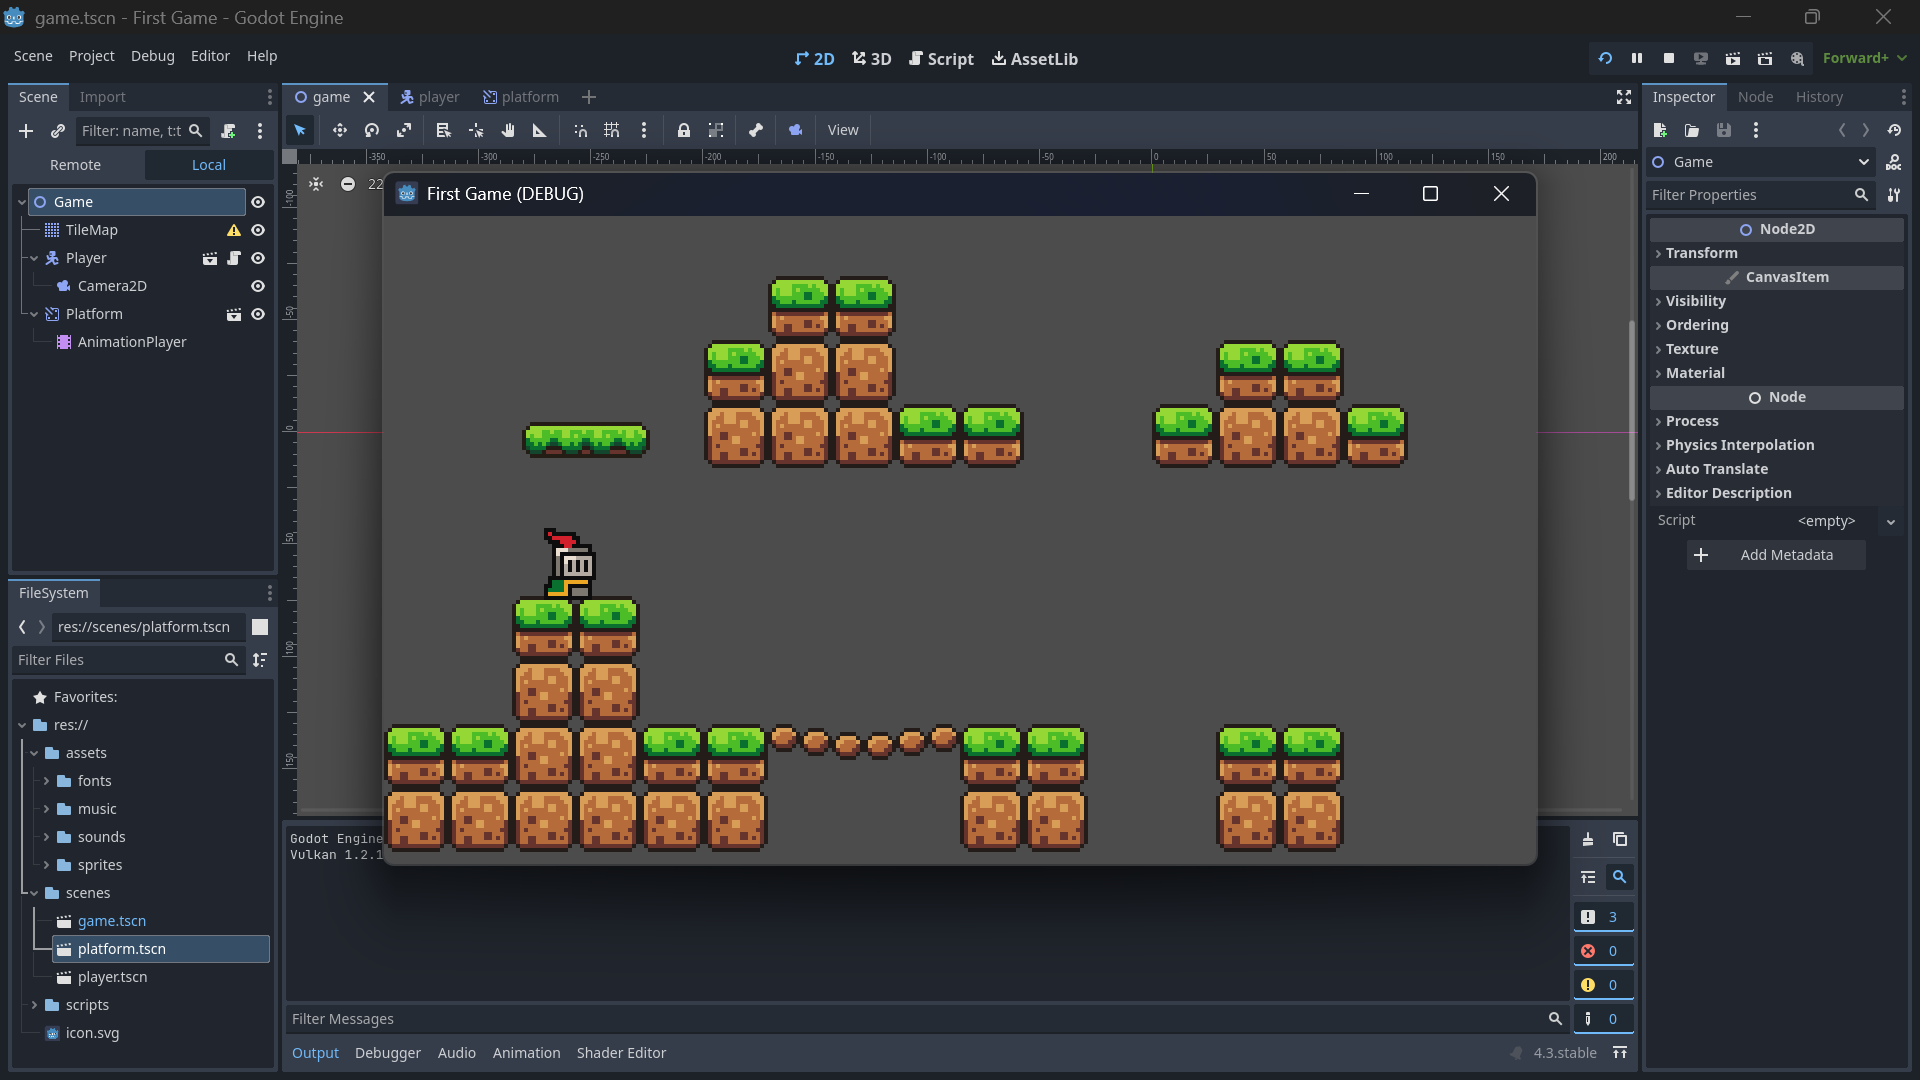 game.tscn - First Game - Godot Engine
Scene Project Debug Editor Help
2D 3D Script AssetLib
Forward+
Scene Import
game player platform
Inspector Node History
Filter: name, t:t
View
Remote Local
-350 -300 -250 -200 -150 -100 -50 0 50 100 150 200
Game
Filter Properties
22
First Game (DEBUG)
Game
TileMap
Player
Camera2D
Platform
AnimationPlayer
-100
-50
0
50
100
150
Node2D
Transform
CanvasItem
Visibility
Ordering
Texture
Material
Node
Process
Physics Interpolation
Auto Translate
Editor Description
Script <empty>
Add Metadata
FileSystem
res://scenes/platform.tscn
Filter Files
Favorites:
res://
assets
fonts
music
sounds
sprites
scenes
game.tscn
platform.tscn
player.tscn
scripts
icon.svg
Godot Engine
Vulkan 1.2.1
3
0
0
0
Filter Messages
Output Debugger Audio Animation Shader Editor
4.3.stable